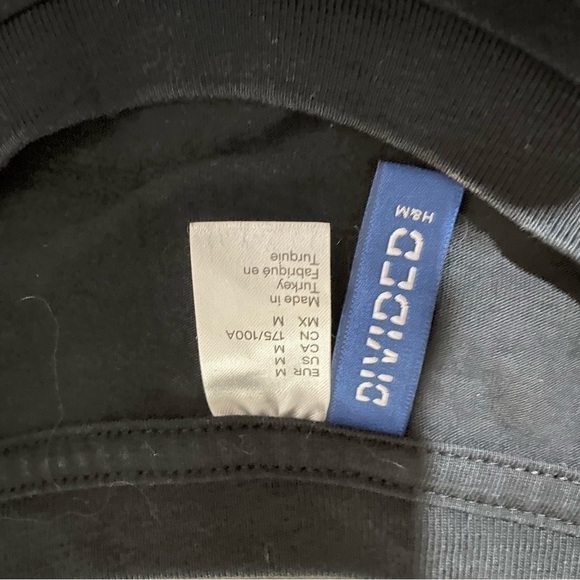 EUR M
US M
CA M
CN 175/100A
MX M
Made in
Turkey
Fabriqué en
Turquie
DIVIDED
H&M